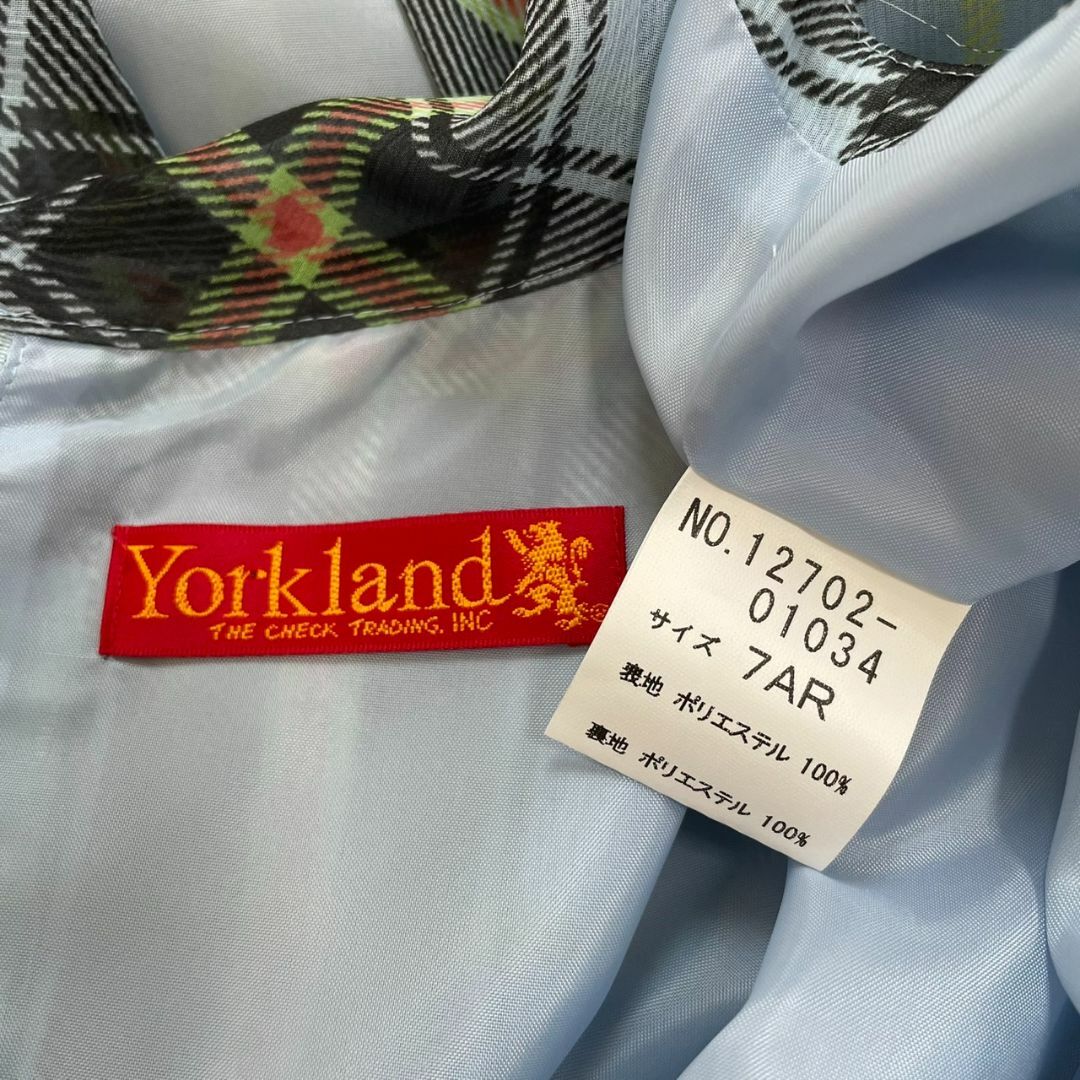 Yorkland
THE CHECK TRADING. INC
NO. 12702-
01034
サイズ 7AR
表地 ポリエステル 100%
裏地 ポリエステル 100%